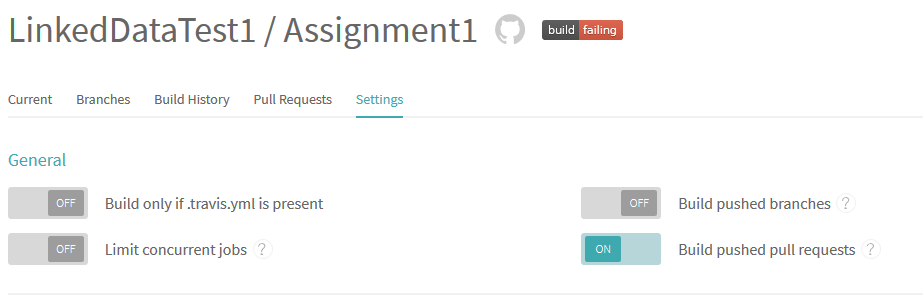 LinkedDataTest1 / Assignment1 build failing
Current Branches Build History Pull Requests Settings
General
OFF Build only if .travis.yml is present OFF Build pushed branches ?
OFF Limit concurrent jobs ? ON Build pushed pull requests ?